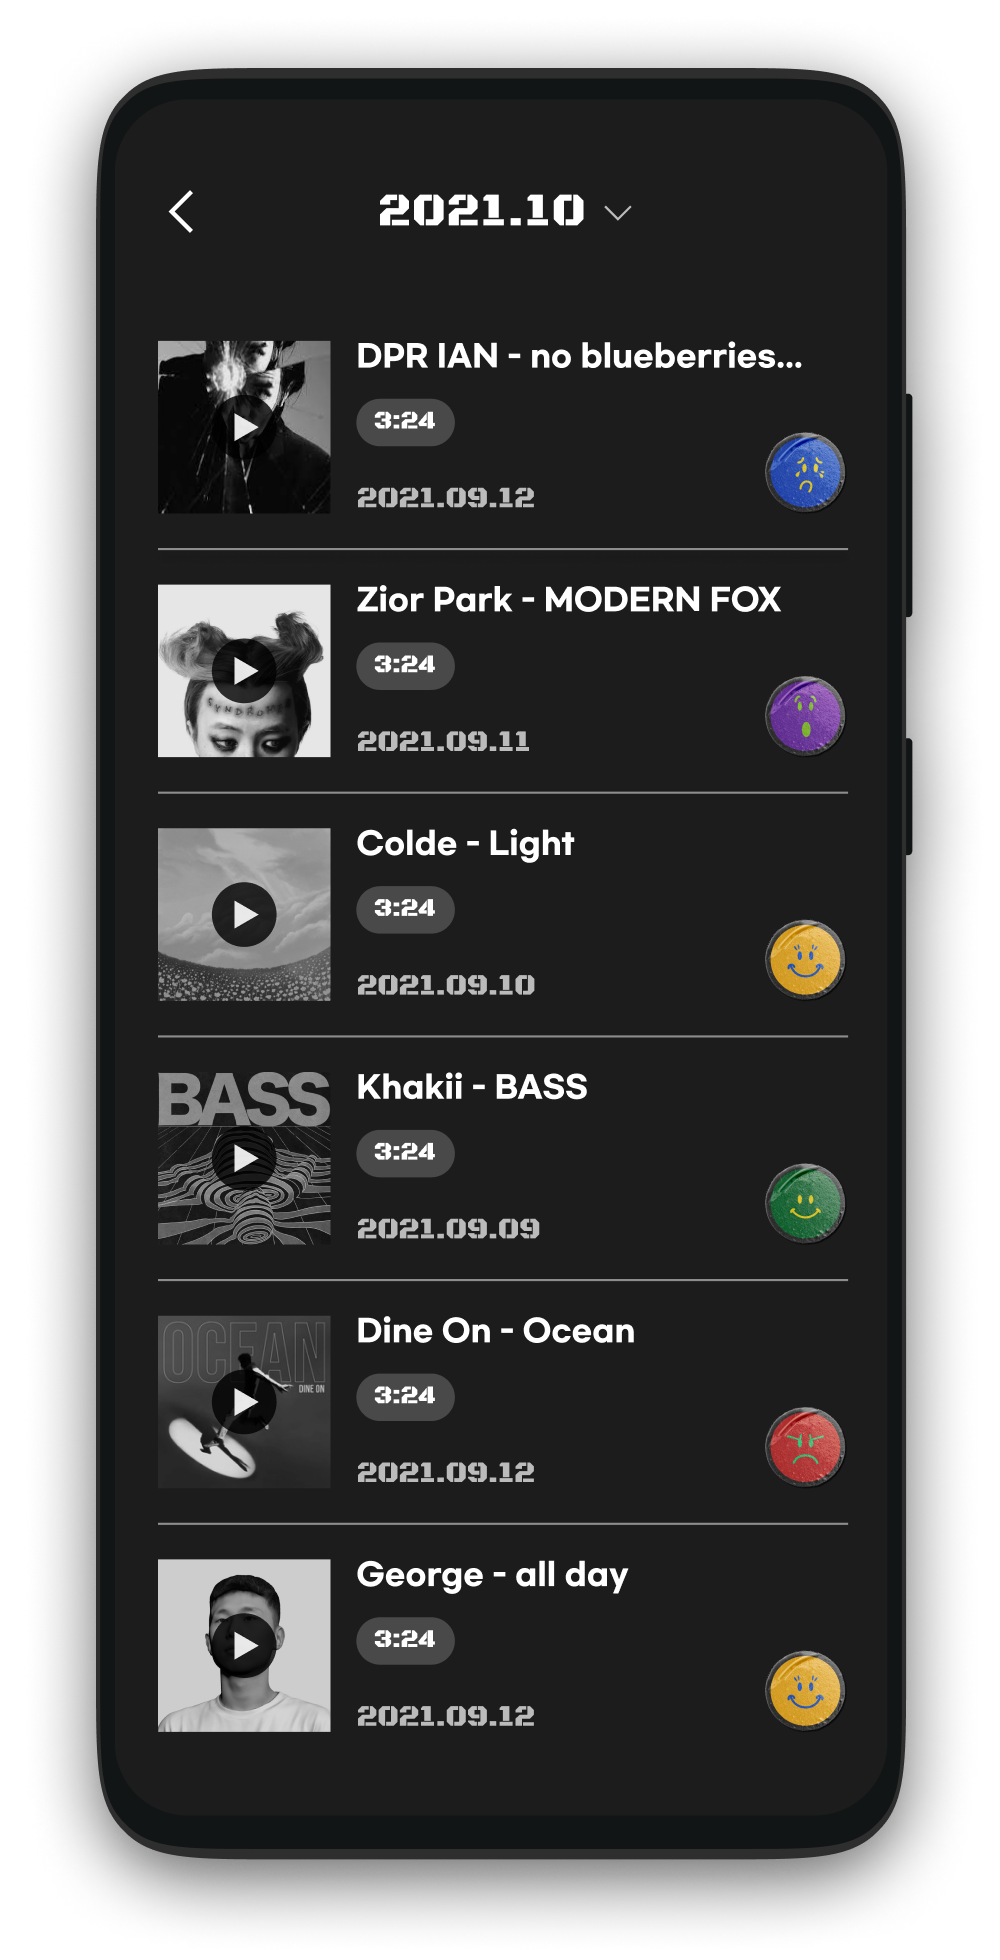 2021.10
DPR IAN - no blueberries...
3:24
2021.09.12
SYNDROME
Zior Park - MODERN FOX
3:24
2021.09.11
Colde - Light
3:24
2021.09.10
BASS
Khakii - BASS
3:24
2021.09.09
OCEAN
DINE ON
Dine On - Ocean
3:24
2021.09.12
George - all day
3:24
2021.09.12